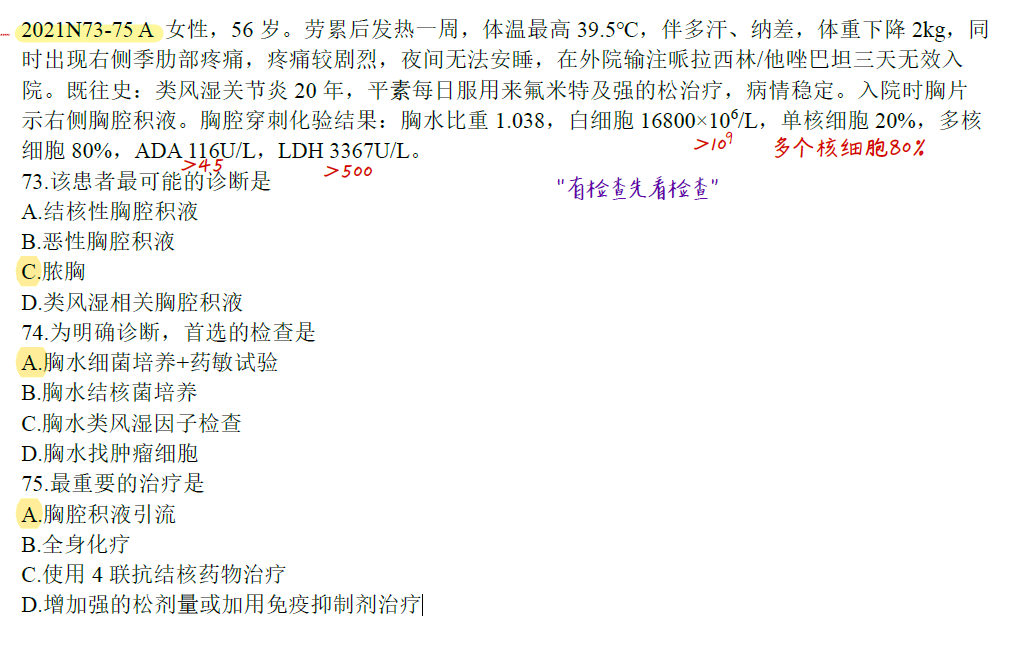 2021N73-75 A 女性，56 岁。劳累后发热一周，体温最高 39.5℃，伴多汗、纳差，体重下降 2kg，同
时出现右侧季肋部疼痛，疼痛较剧烈，夜间无法安睡，在外院输注哌拉西林/他唑巴坦三天无效入
院。既往史：类风湿关节炎 20 年，平素每日服用来氟米特及强的松治疗，病情稳定。入院时胸片
示右侧胸腔积液。胸腔穿刺化验结果：胸水比重 1.038，白细胞 16800×10⁶/L，单核细胞 20%，多核
细胞 80%，ADA 116U/L，LDH 3367U/L。
>10⁹
多个核细胞80%
>45
>500
73.该患者最可能的诊断是
"有检查先看检查"
A.结核性胸腔积液
B.恶性胸腔积液
C.脓胸
D.类风湿相关胸腔积液
74.为明确诊断，首选的检查是
A.胸水细菌培养+药敏试验
B.胸水结核菌培养
C.胸水类风湿因子检查
D.胸水找肿瘤细胞
75.最重要的治疗是
A.胸腔积液引流
B.全身化疗
C.使用 4 联抗结核药物治疗
D.增加强的松剂量或加用免疫抑制剂治疗